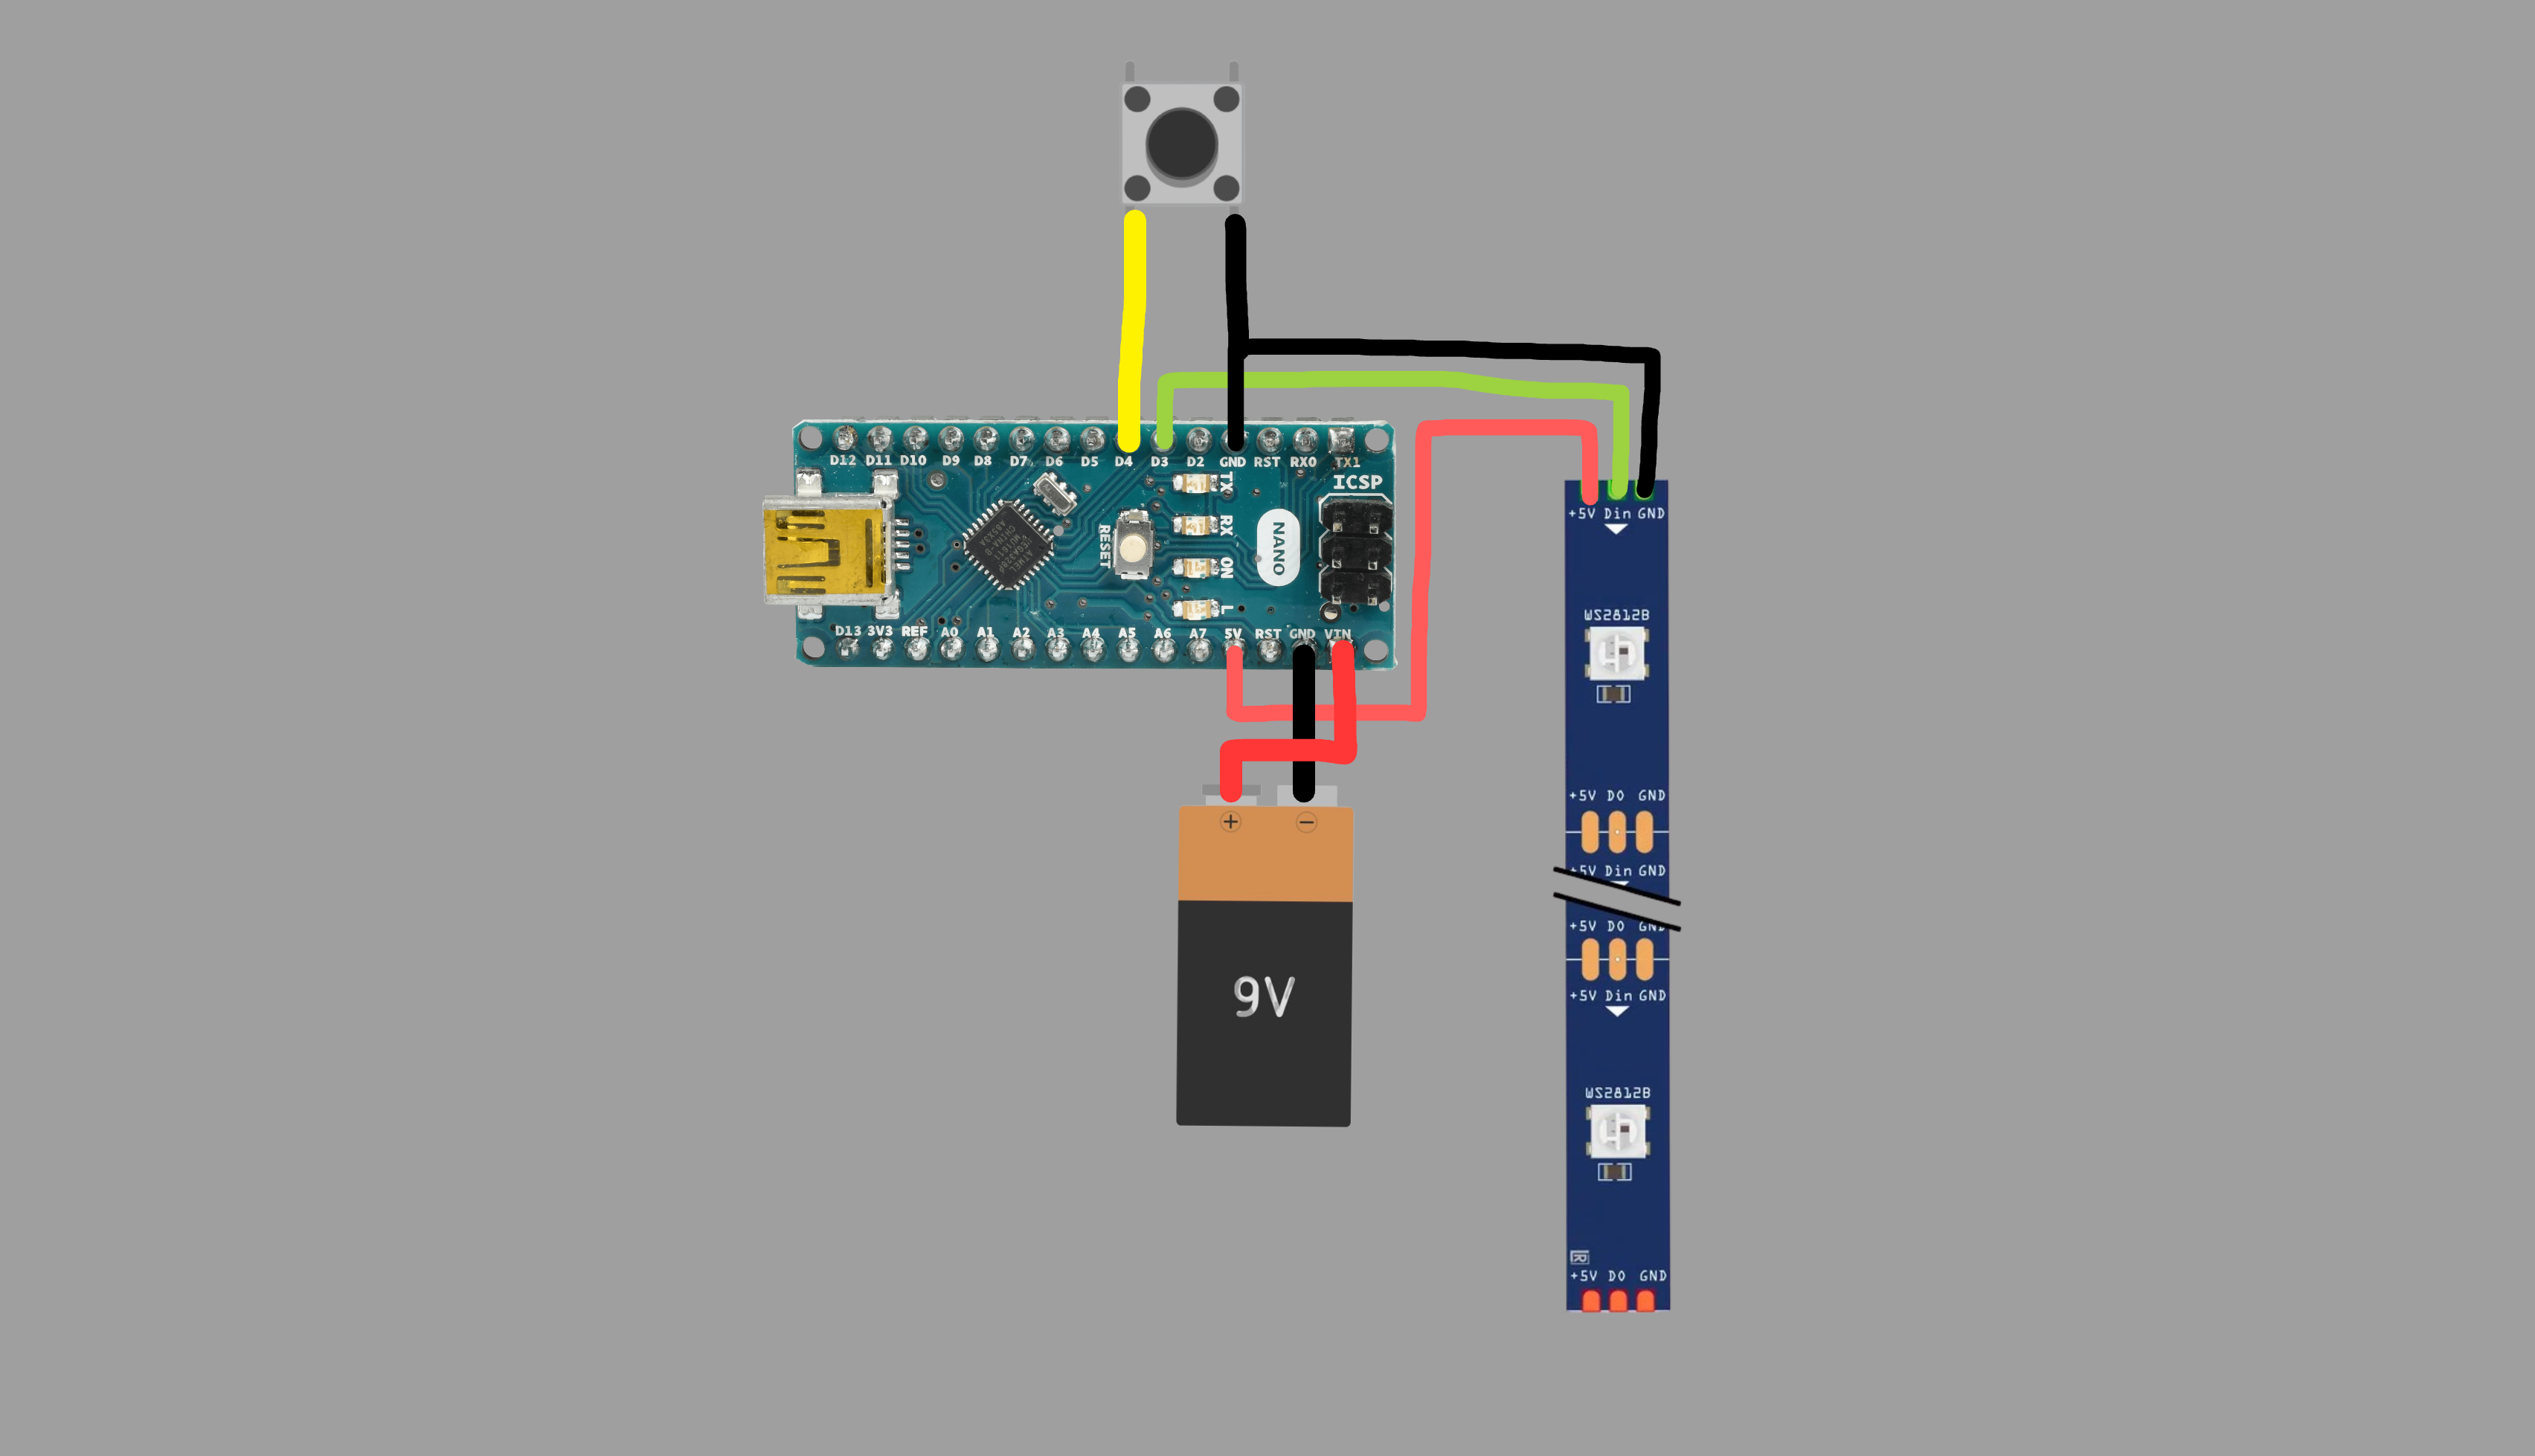 D12 D11 D10 D9 D8 D7 D6 D5 D4 D3 D2 GND RST RX0 TX1
ICSP
TX
RX
ON
L
RESET
NANO
D13 3V3 REF A0 A1 A2 A3 A4 A5 A6 A7 5V RST GND VIN
+
−
9V
+5V Din GND
WS2812B
+5V DO GND
+5V Din GND
+5V DO GND
+5V Din GND
WS2812B
R
+5V DO GND